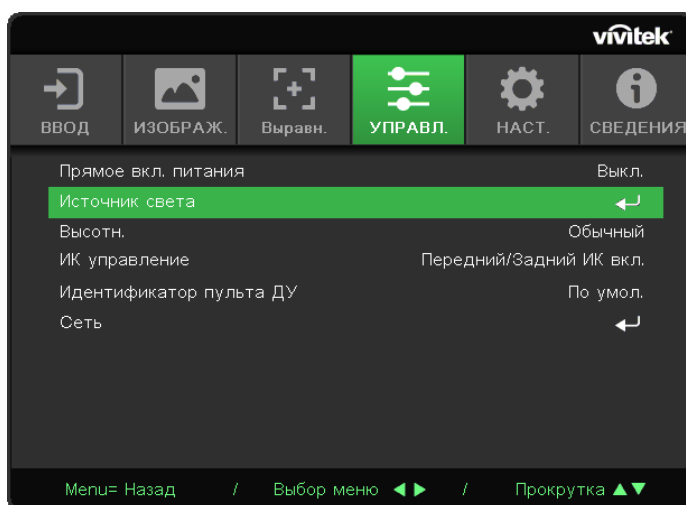 vivitek
ВВОД ИЗОБРАЖ. Выравн. УПРАВЛ. НАСТ. СВЕДЕНИЯ
Прямое вкл. питания Выкл.
Источник света
Высотн. Обычный
ИК управление Передний/Задний ИК вкл.
Идентификатор пульта ДУ По умол.
Сеть
Menu= Назад / Выбор меню ◀ ▶ / Прокрутка ▲▼